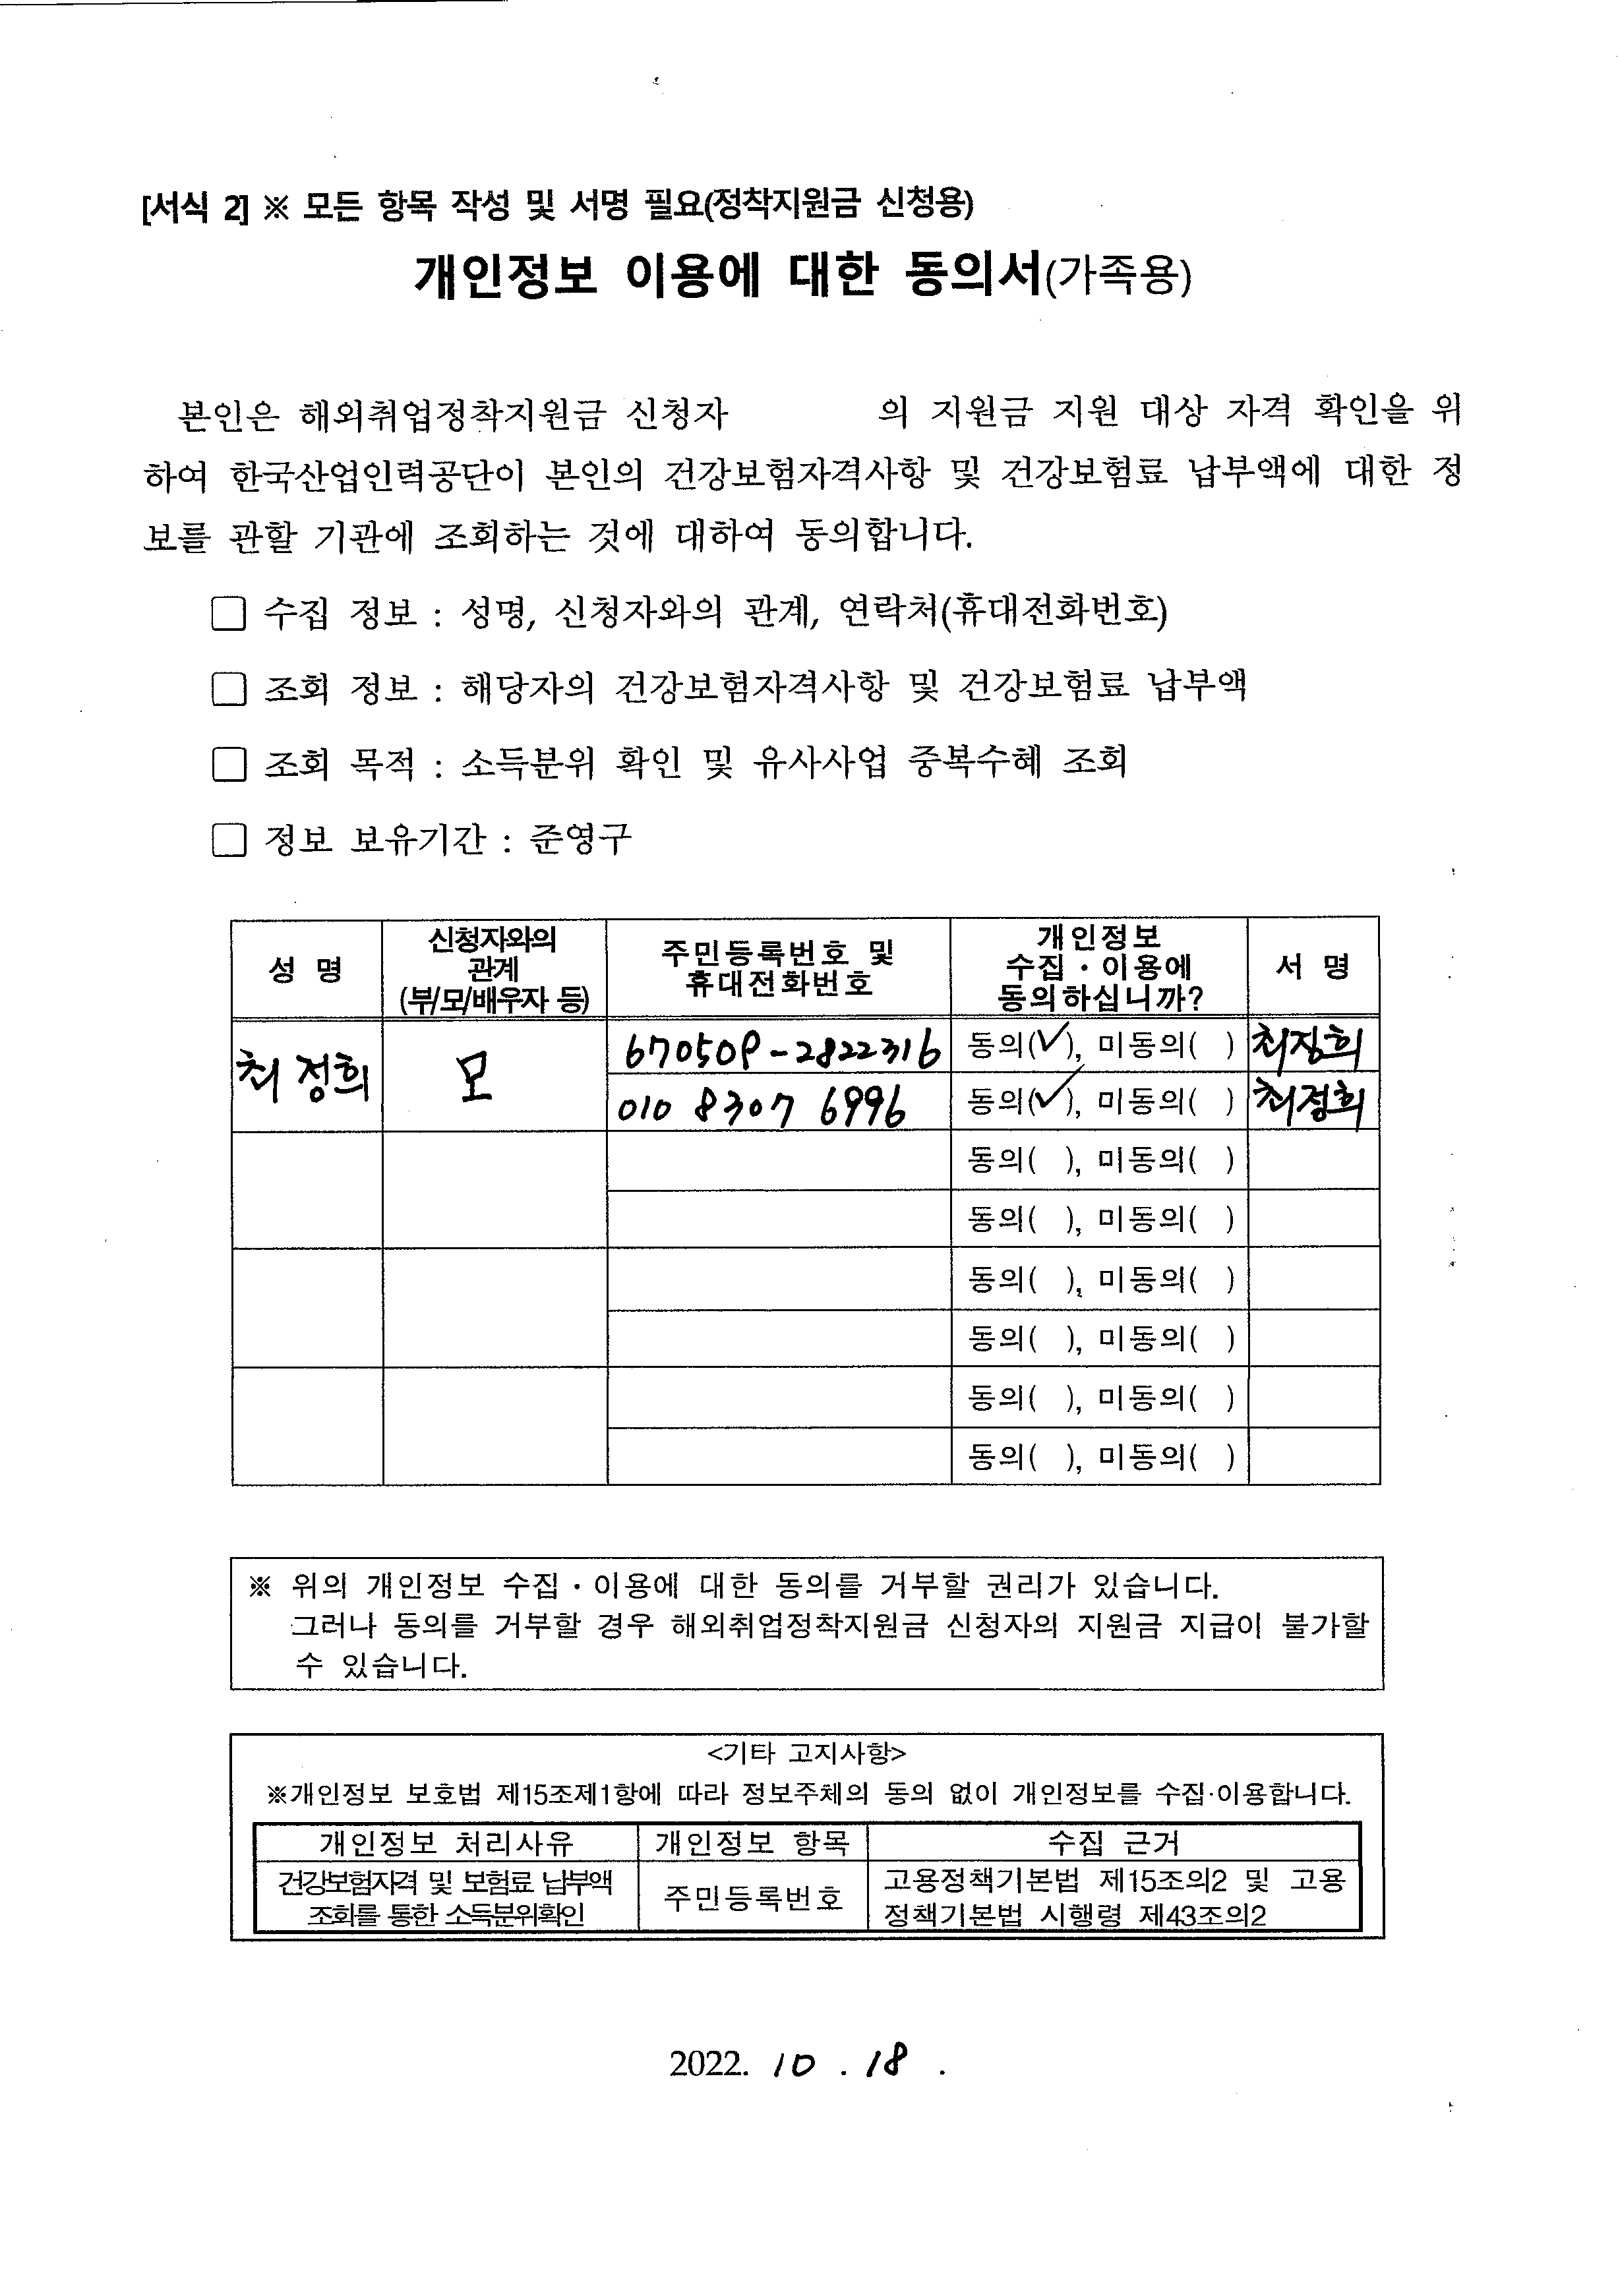 [서식 2] ※ 모든 항목 작성 및 서명 필요(정착지원금 신청용)
개인정보 이용에 대한 동의서(가족용)
본인은 해외취업정착지원금 신청자 의 지원금 지원 대상 자격 확인을 위
하여 한국산업인력공단이 본인의 건강보험자격사항 및 건강보험료 납부액에 대한 정
보를 관할 기관에 조회하는 것에 대하여 동의합니다.
□ 수집 정보 : 성명, 신청자와의 관계, 연락처(휴대전화번호)
□ 조회 정보 : 해당자의 건강보험자격사항 및 건강보험료 납부액
□ 조회 목적 : 소득분위 확인 및 유사사업 중복수혜 조회
□ 정보 보유기간 : 준영구
성 명
신청자와의
관계
(부/모/배우자 등)
주민등록번호 및
휴대전화번호
개인정보
수집·이용에
동의하십니까?
서 명
최정희
모
670509-2822316
동의(✓), 미동의( )
최정희
010 8307 6996
동의(✓), 미동의( )
최정희
동의( ), 미동의( )
동의( ), 미동의( )
동의( ), 미동의( )
동의( ), 미동의( )
동의( ), 미동의( )
동의( ), 미동의( )
※ 위의 개인정보 수집·이용에 대한 동의를 거부할 권리가 있습니다.
그러나 동의를 거부할 경우 해외취업정착지원금 신청자의 지원금 지급이 불가할
수 있습니다.
<기타 고지사항>
※개인정보 보호법 제15조제1항에 따라 정보주체의 동의 없이 개인정보를 수집·이용합니다.
개인정보 처리사유
개인정보 항목
수집 근거
건강보험자격 및 보험료 납부액
조회를 통한 소득분위확인
주민등록번호
고용정책기본법 제15조의2 및 고용
정책기본법 시행령 제43조의2
2022. 10 . 18 .